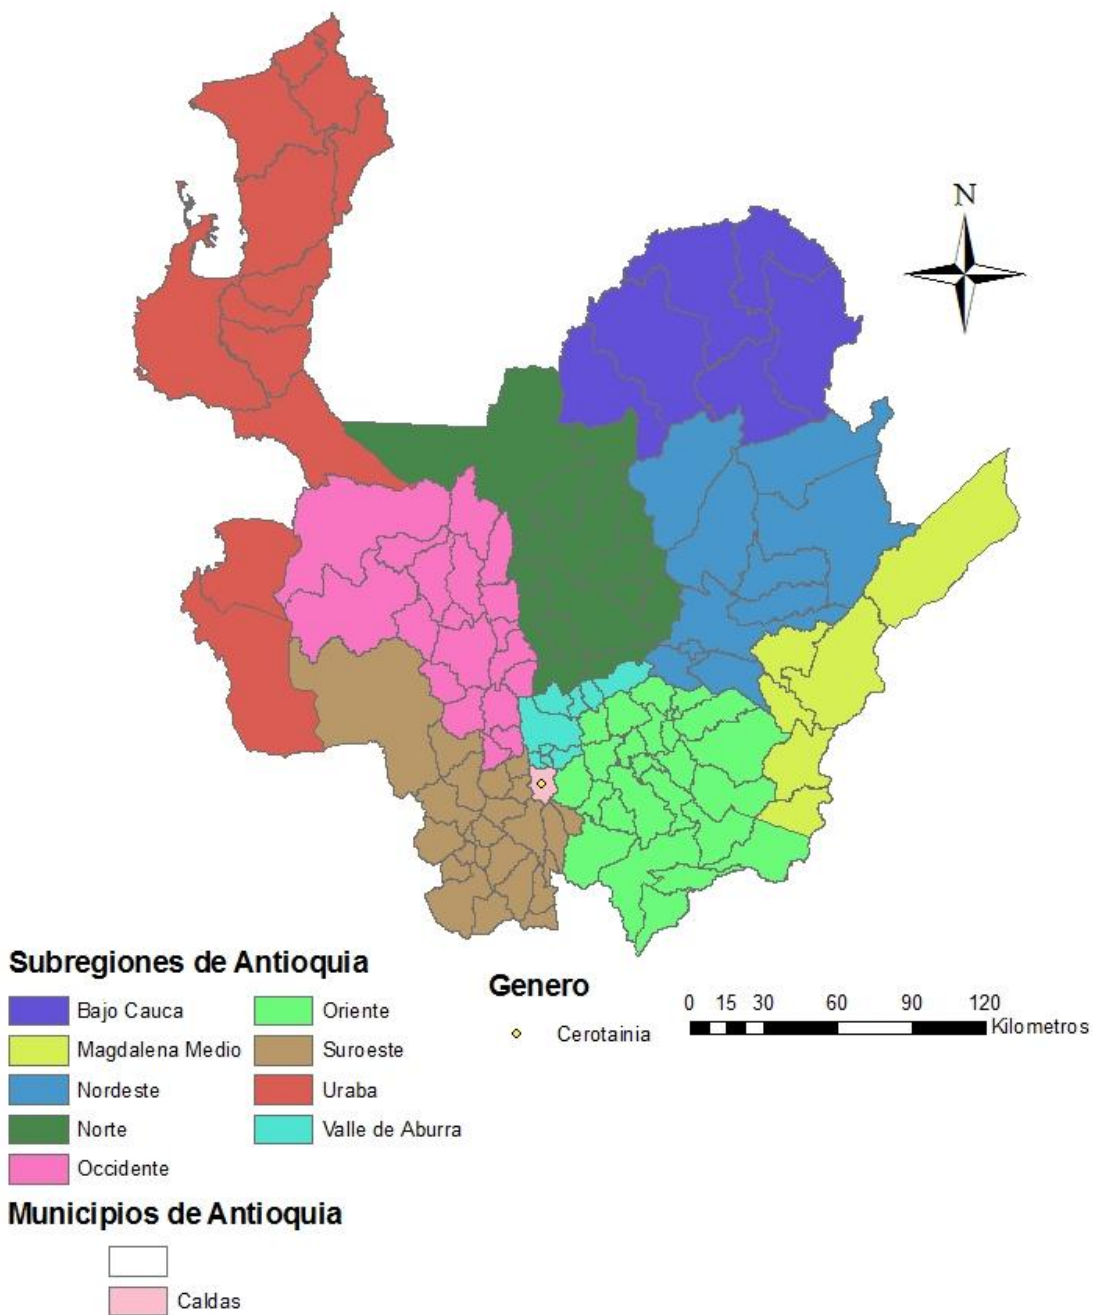 N
Subregiones de Antioquia
Bajo Cauca
Magdalena Medio
Nordeste
Norte
Occidente
Oriente
Suroeste
Uraba
Valle de Aburra
Municipios de Antioquia
Caldas
Genero
Cerotainia
0 15 30 60 90 120
Kilometros